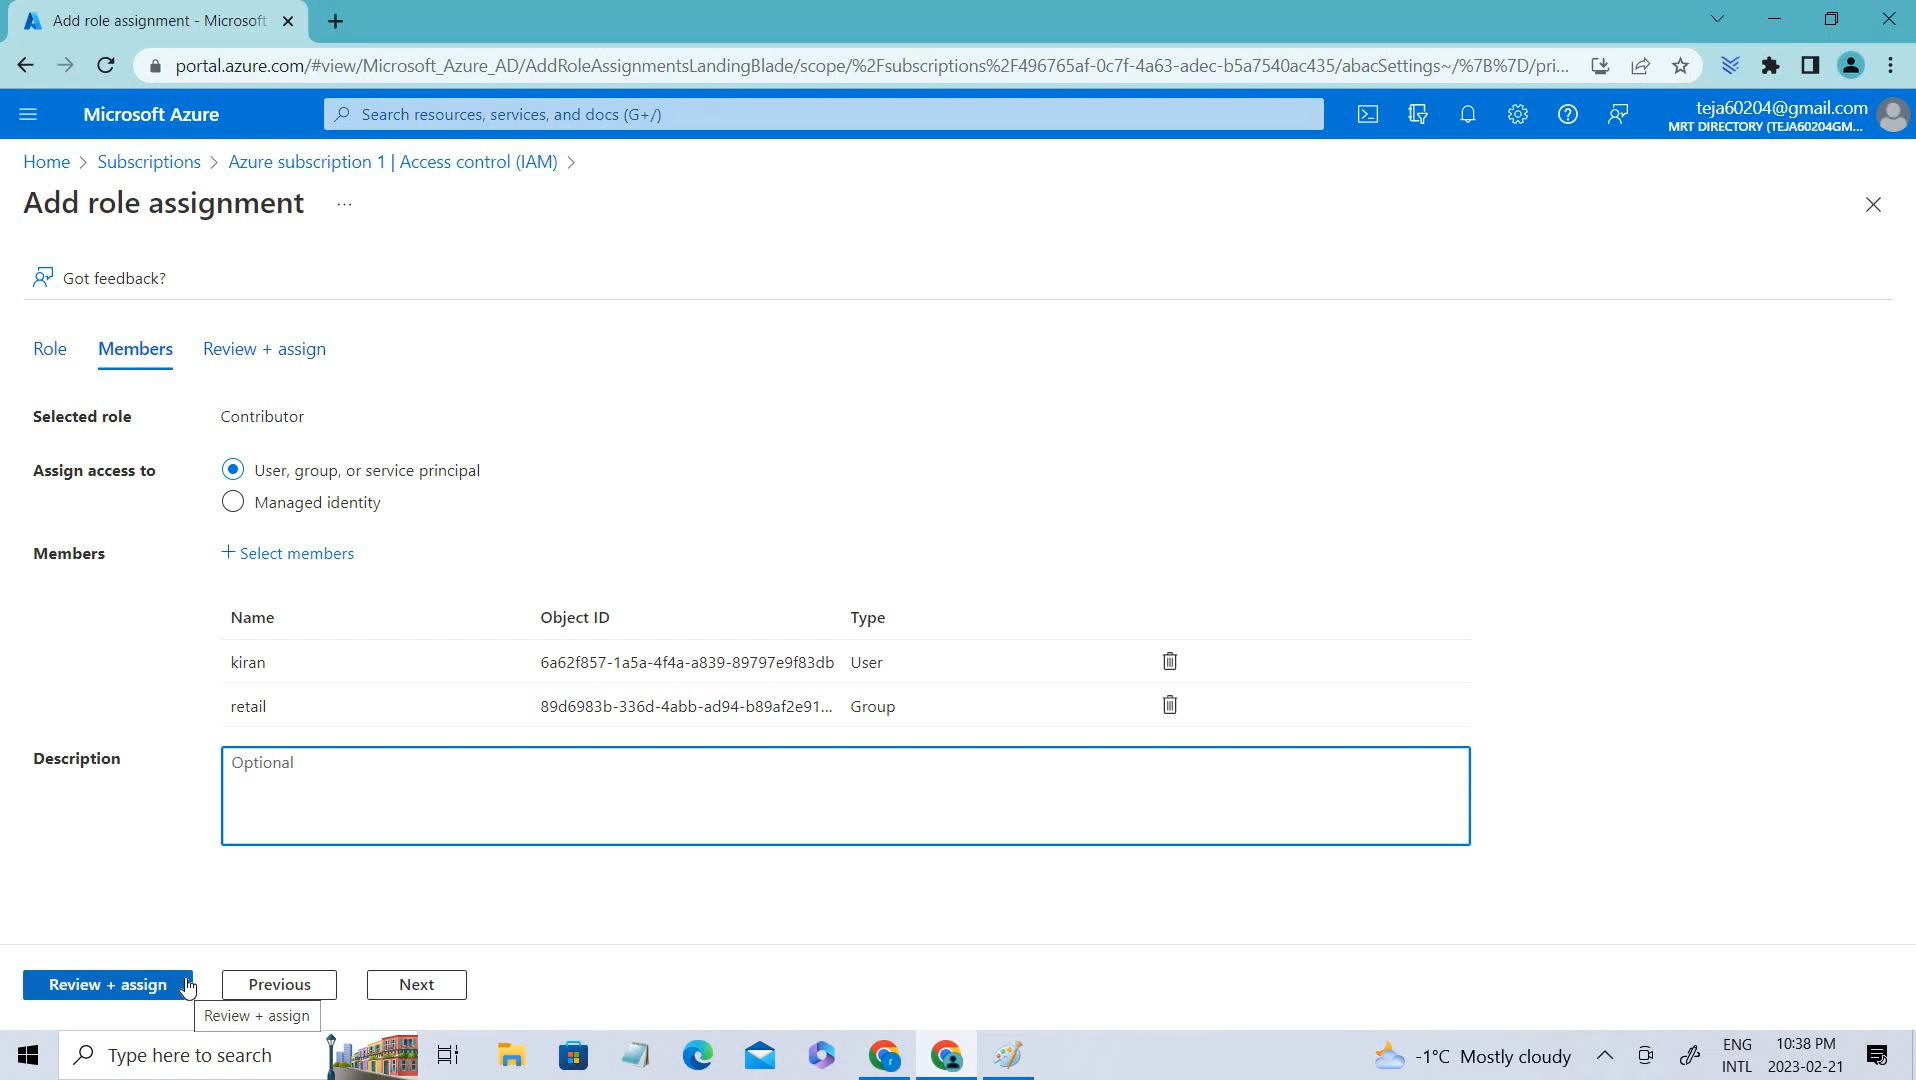 Add role assignment - Microsoft
portal.azure.com/#view/Microsoft_Azure_AD/AddRoleAssignmentsLandingBlade/scope/%2Fsubscriptions%2F496765af-0c7f-4a63-adec-b5a7540ac435/abacSettings~/%7B%7D/pri...
Microsoft Azure
Search resources, services, and docs (G+/)
teja60204@gmail.com
MRT DIRECTORY (TEJA60204GM...
Home > Subscriptions > Azure subscription 1 | Access control (IAM) >
Add role assignment ...
Got feedback?
Role Members Review + assign
Selected role Contributor
Assign access to User, group, or service principal
Managed identity
Members + Select members
Name Object ID Type
kiran 6a62f857-1a5a-4f4a-a839-89797e9f83db User
retail 89d6983b-336d-4abb-ad94-b89af2e91... Group
Description Optional
Review + assign Previous Next
Review + assign
Type here to search
-1°C Mostly cloudy
ENG
INTL
10:38 PM
2023-02-21